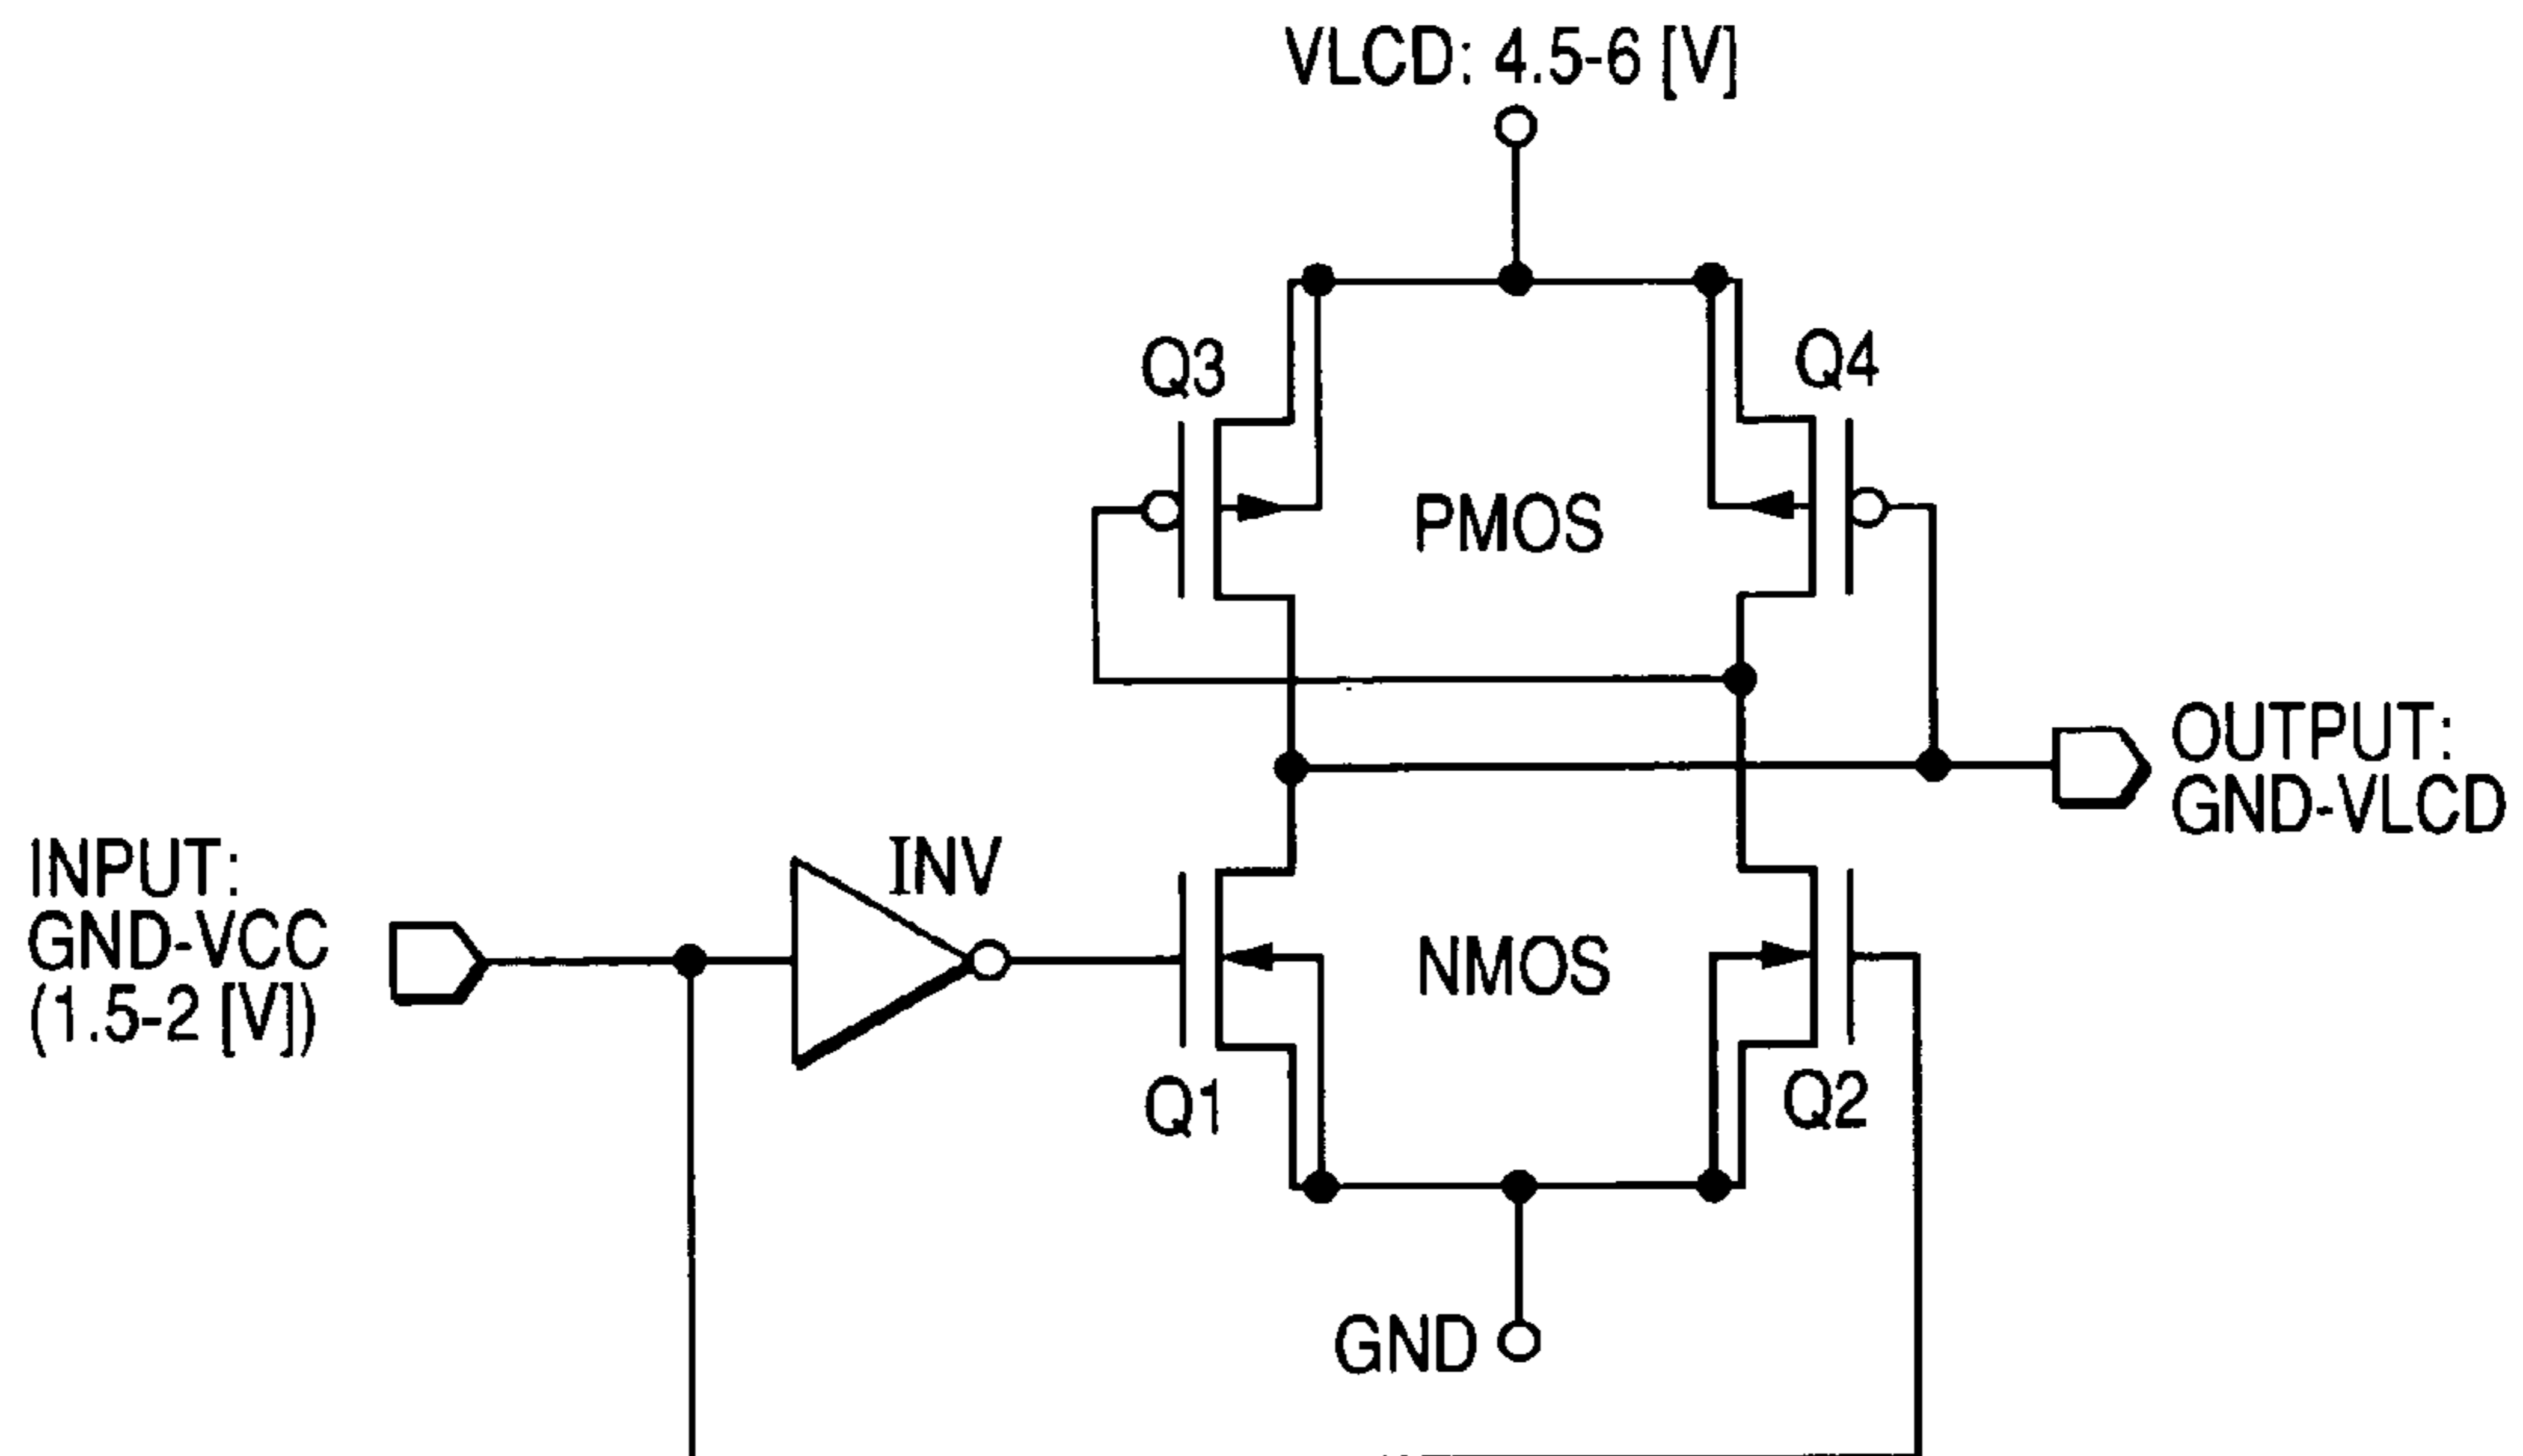 VLCD: 4.5-6 [V]
Q3
Q4
PMOS
OUTPUT:
GND-VLCD
INPUT:
GND-VCC
(1.5-2 [V])
INV
NMOS
Q1
Q2
GND